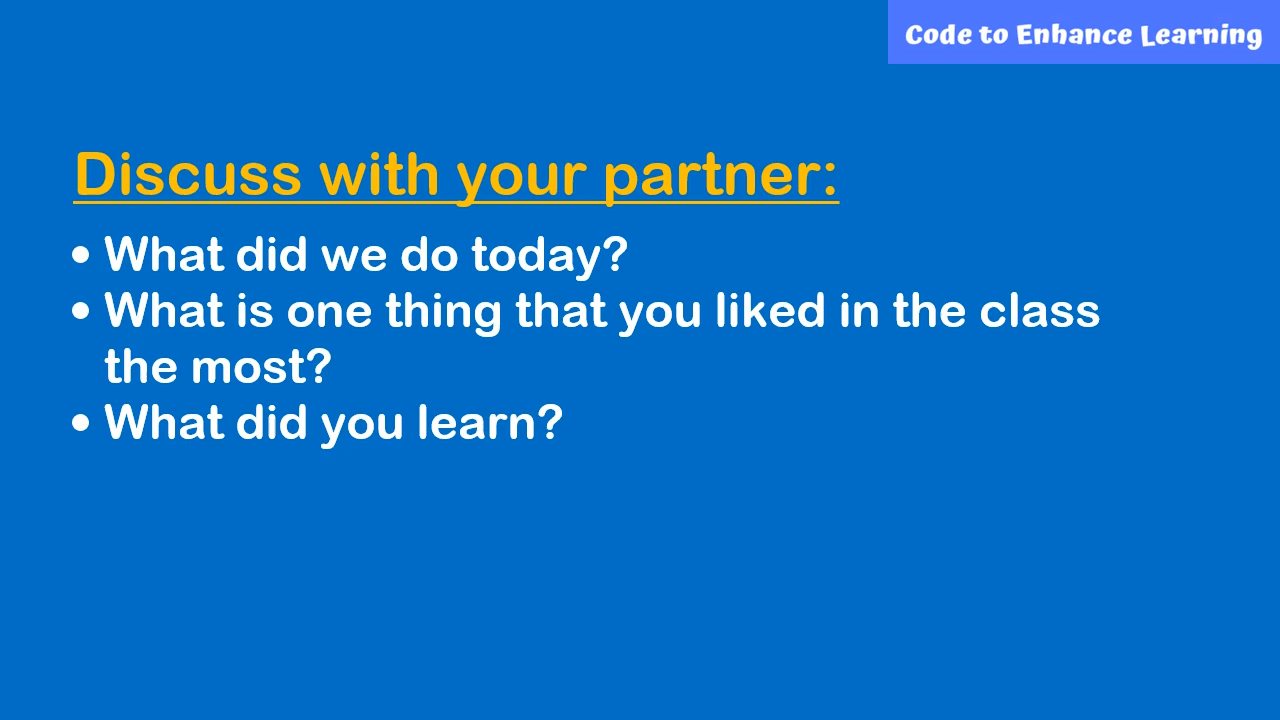 Code to Enhance Learning
Discuss with your partner:
• What did we do today?
• What is one thing that you liked in the class
the most?
• What did you learn?